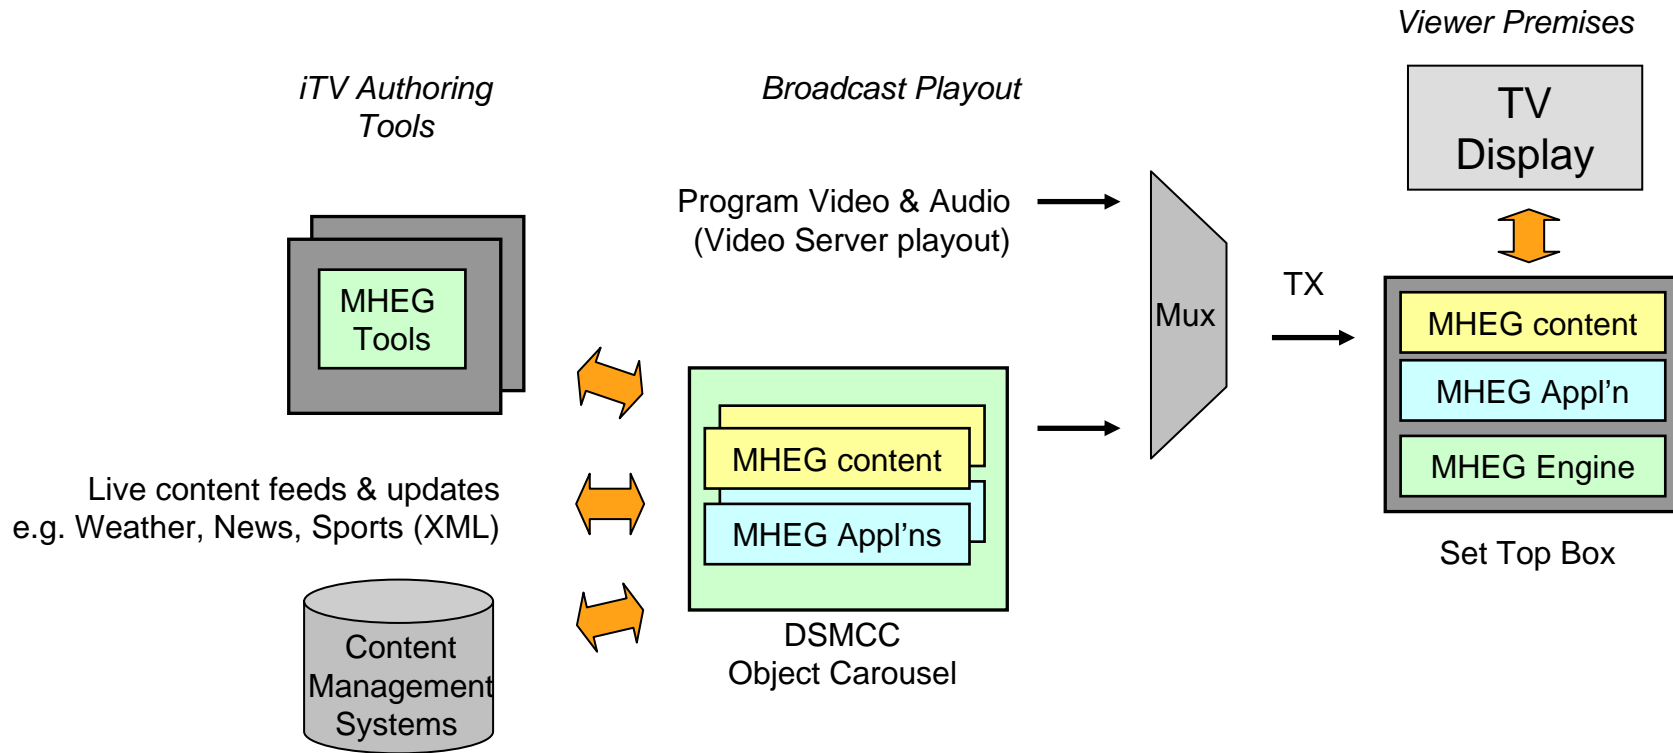 Viewer Premises
iTV Authoring
Tools
Broadcast Playout
TV
Display
Program Video & Audio
(Video Server playout)
MHEG
Tools
Mux
TX
MHEG content
MHEG Appl'n
MHEG Engine
Set Top Box
MHEG content
MHEG Appl'ns
DSMCC
Object Carousel
Live content feeds & updates
e.g. Weather, News, Sports (XML)
Content
Management
Systems